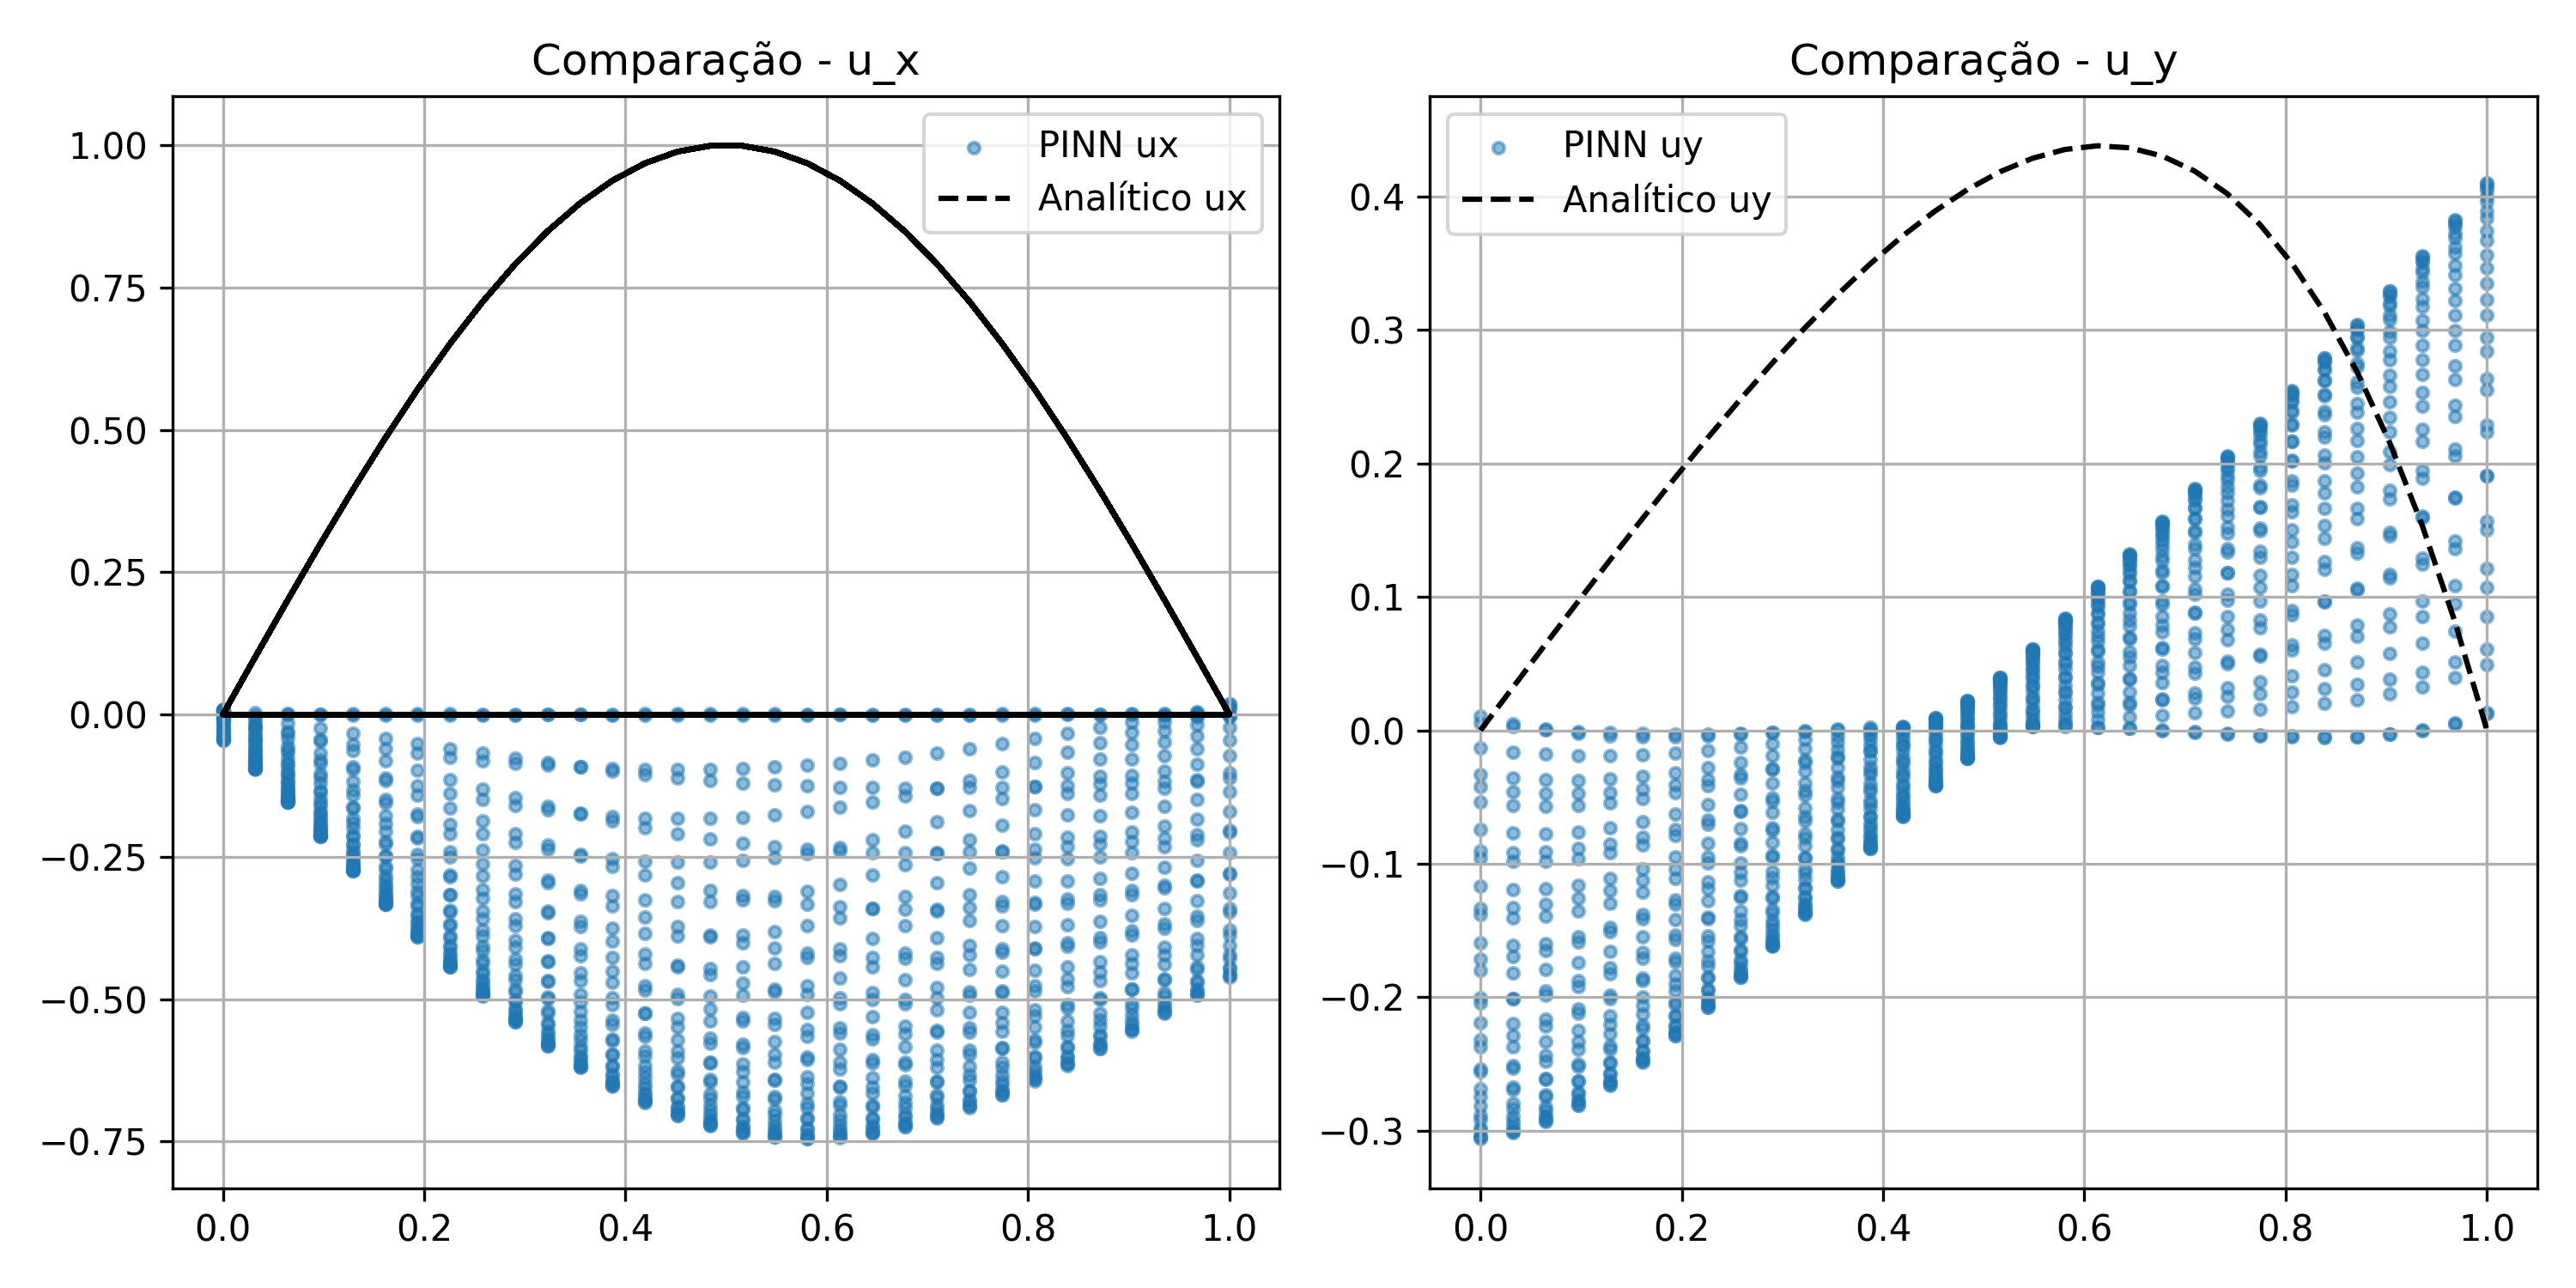 Comparação - u_x
PINN ux
Analítico ux
1.00
0.75
0.50
0.25
0.00
−0.25
−0.50
−0.75
0.0 0.2 0.4 0.6 0.8 1.0
Comparação - u_y
PINN uy
Analítico uy
0.4
0.3
0.2
0.1
0.0
−0.1
−0.2
−0.3
0.0 0.2 0.4 0.6 0.8 1.0